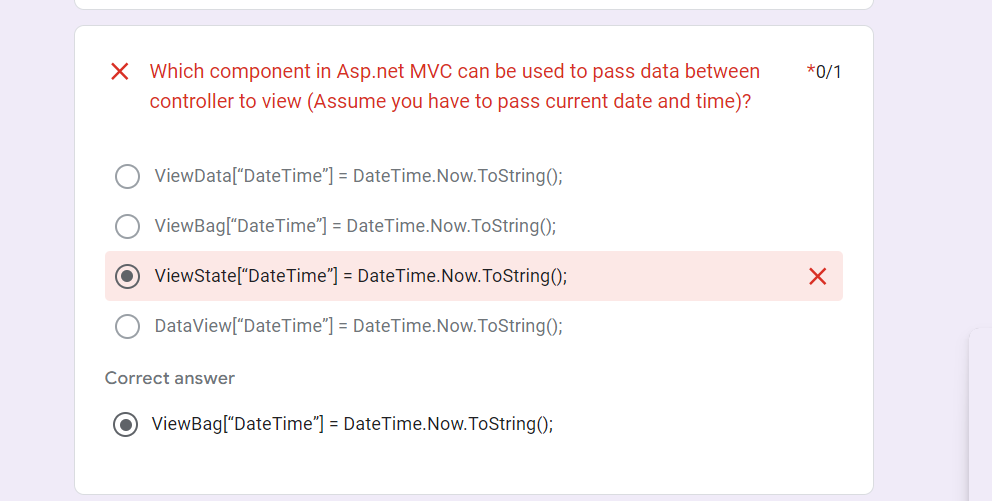 Which component in Asp.net MVC can be used to pass data between
*0/1
controller to view (Assume you have to pass current date and time)?
ViewData[“DateTime”] = DateTime.Now.ToString();
ViewBag[“DateTime”] = DateTime.Now.ToString();
ViewState[“DateTime”] = DateTime.Now.ToString();
DataView[“DateTime”] = DateTime.Now.ToString();
Correct answer
ViewBag[“DateTime”] = DateTime.Now.ToString();